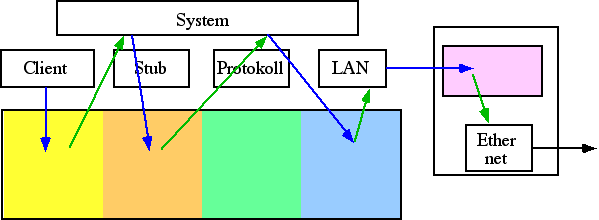 System
Client
Stub
Protokoll
LAN
Ether
net